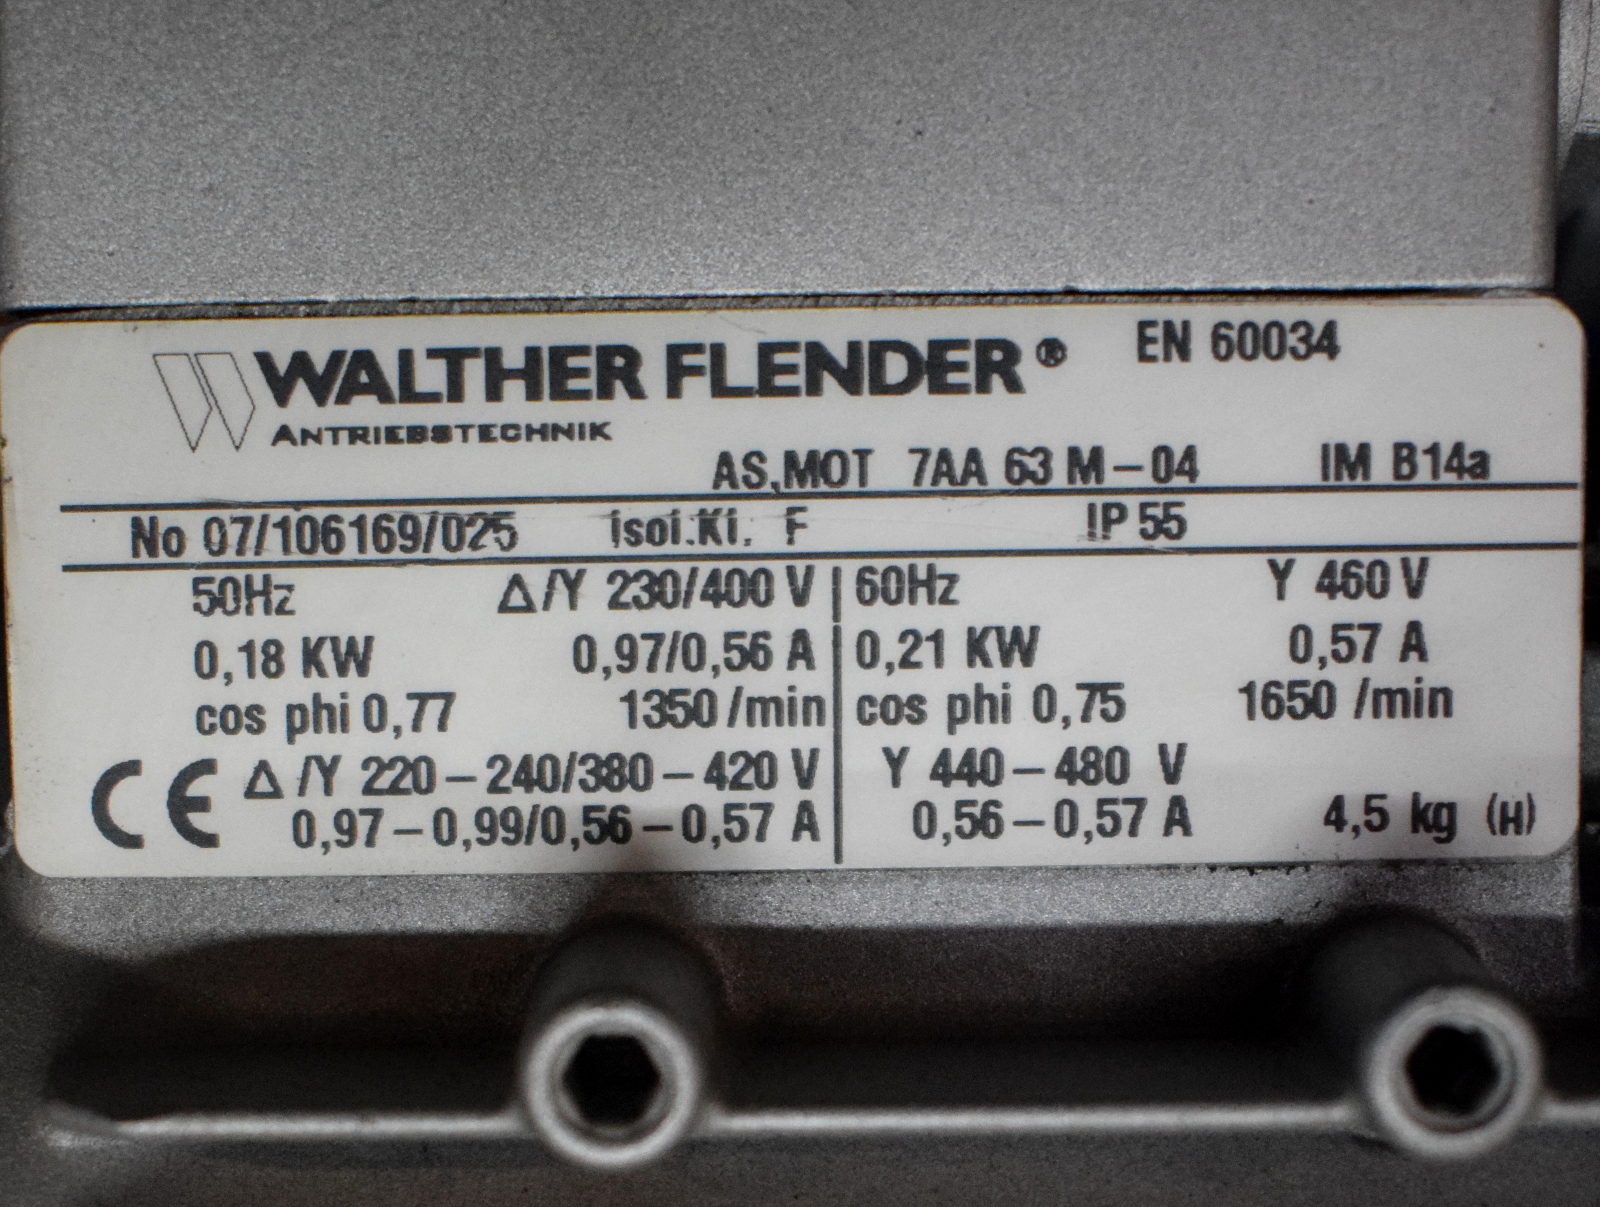 WALTHER FLENDER® EN 60034
ANTRIEBSTECHNIK
AS,MOT 7AA 63 M – 04 IM B14a
No 07/106169/025 Isol.Kl. F IP 55
50Hz Δ/Y 230/400 V 60Hz Y 460 V
0,18 KW 0,97/0,56 A 0,21 KW 0,57 A
cos phi 0,77 1350 /min cos phi 0,75 1650 /min
CE Δ /Y 220 – 240/380 – 420 V Y 440 – 480 V
0,97 – 0,99/0,56 – 0,57 A 0,56 – 0,57 A 4,5 kg (H)